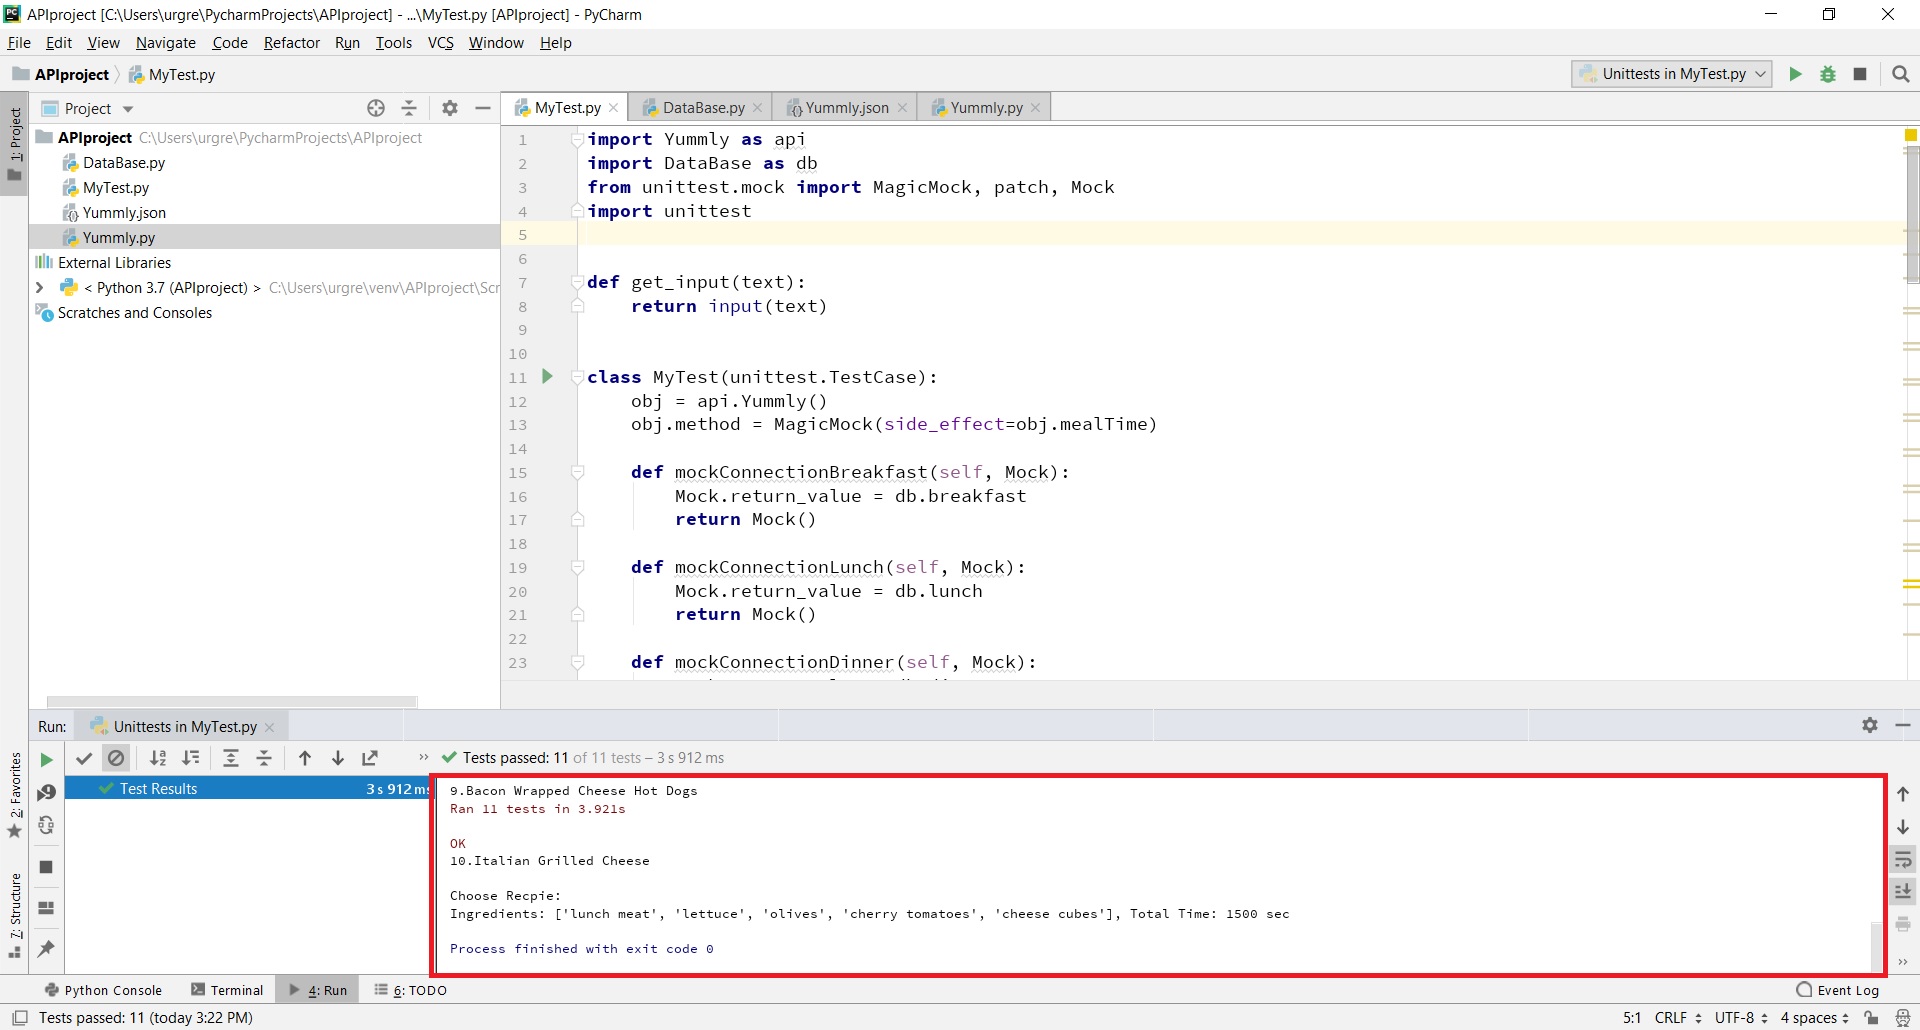 APIproject [C:\Users\urgre\PycharmProjects\APIproject] - ...\MyTest.py [APIproject] - PyCharm
File Edit View Navigate Code Refactor Run Tools VCS Window Help
APIproject MyTest.py Unittests in MyTest.py
1: Project
Project
APIproject C:\Users\urgre\PycharmProjects\APIproject
DataBase.py
MyTest.py
Yummly.json
Yummly.py
External Libraries
< Python 3.7 (APIproject) > C:\Users\urgre\venv\APIproject\Scr
Scratches and Consoles
MyTest.py DataBase.py Yummly.json Yummly.py
1 import Yummly as api
2 import DataBase as db
3 from unittest.mock import MagicMock, patch, Mock
4 import unittest
5
6
7 def get_input(text):
8 return input(text)
9
10
11 class MyTest(unittest.TestCase):
12 obj = api.Yummly()
13 obj.method = MagicMock(side_effect=obj.mealTime)
14
15 def mockConnectionBreakfast(self, Mock):
16 Mock.return_value = db.breakfast
17 return Mock()
18
19 def mockConnectionLunch(self, Mock):
20 Mock.return_value = db.lunch
21 return Mock()
22
23 def mockConnectionDinner(self, Mock):
Run: Unittests in MyTest.py
2: Favorites
7: Structure
Tests passed: 11 of 11 tests – 3 s 912 ms
Test Results 3 s 912 ms
9.Bacon Wrapped Cheese Hot Dogs
Ran 11 tests in 3.921s
OK
10.Italian Grilled Cheese
Choose Recpie:
Ingredients: ['lunch meat', 'lettuce', 'olives', 'cherry tomatoes', 'cheese cubes'], Total Time: 1500 sec
Process finished with exit code 0
Python Console Terminal 4: Run 6: TODO Event Log
Tests passed: 11 (today 3:22 PM) 5:1 CRLF UTF-8 4 spaces